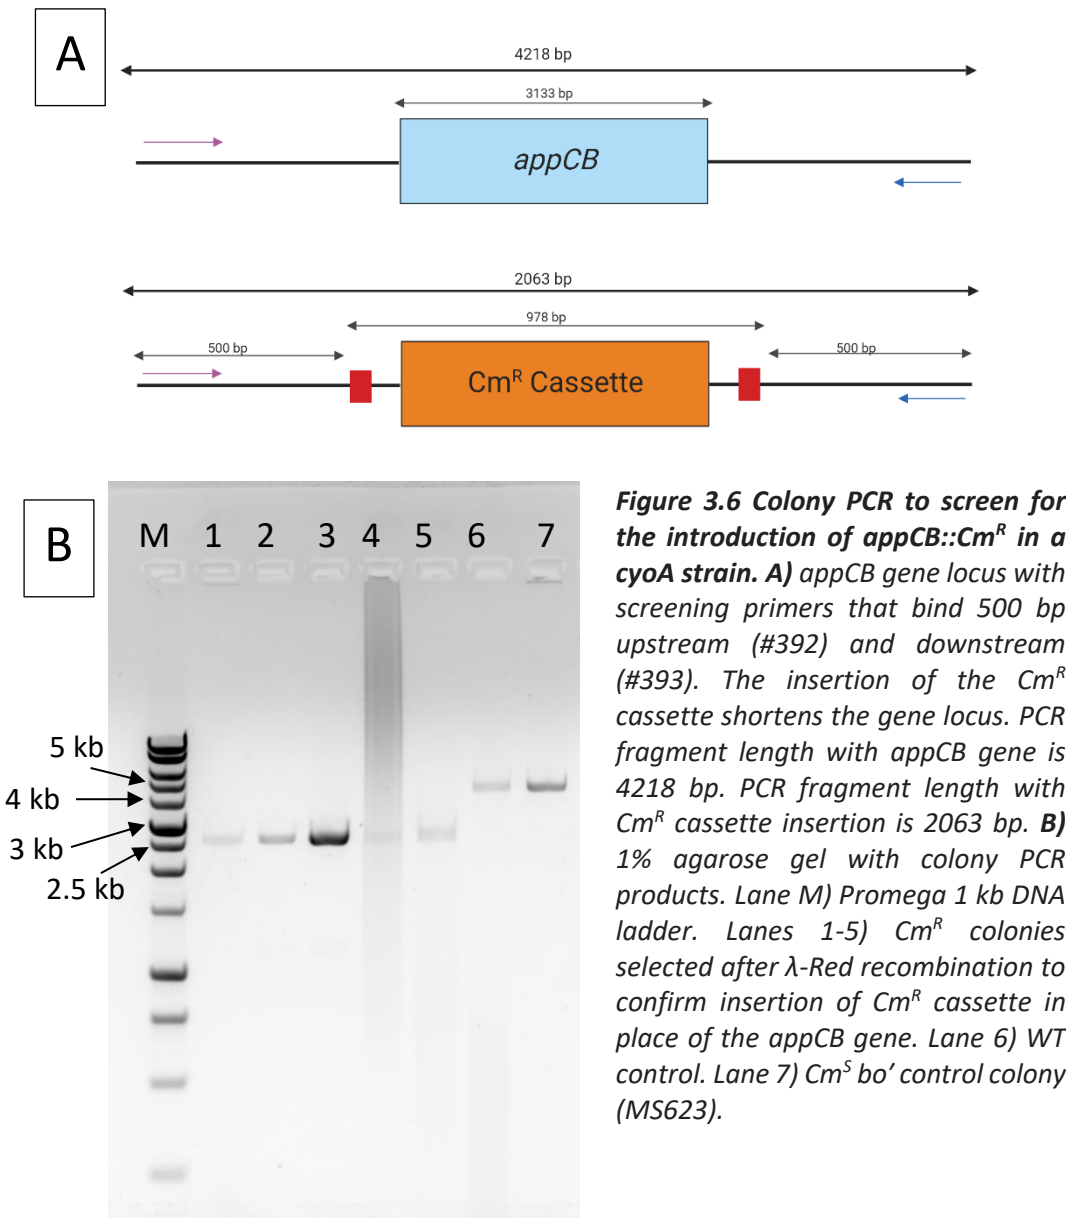 A
4218 bp
3133 bp
appCB
2063 bp
978 bp
500 bp
500 bp
Cmᴿ Cassette
B
M 1 2 3 4 5 6 7
5 kb
4 kb
3 kb
2.5 kb
Figure 3.6 Colony PCR to screen for
the introduction of appCB::Cmᴿ in a
cyoA strain. A) appCB gene locus with
screening primers that bind 500 bp
upstream (#392) and downstream
(#393). The insertion of the Cmᴿ
cassette shortens the gene locus. PCR
fragment length with appCB gene is
4218 bp. PCR fragment length with
Cmᴿ cassette insertion is 2063 bp. B)
1% agarose gel with colony PCR
products. Lane M) Promega 1 kb DNA
ladder. Lanes 1-5) Cmᴿ colonies
selected after λ-Red recombination to
confirm insertion of Cmᴿ cassette in
place of the appCB gene. Lane 6) WT
control. Lane 7) Cmˢ bo’ control colony
(MS623).